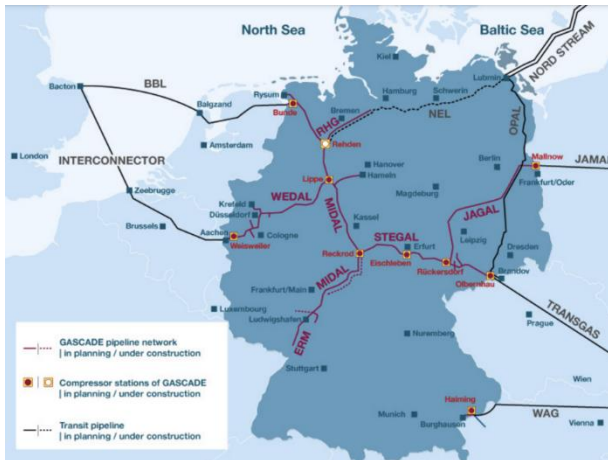 North Sea
Baltic Sea
NORD STREAM
Kiel
Lubmin
Rysum
Hamburg
Schwerin
Bacton
BBL
Balgzand
Bunde
Bremen
RHG
NEL
OPAL
Rehden
London
Amsterdam
Berlin
Mallnow
JAMAL
INTERCONNECTOR
Hanover
Lippe
Hameln
Magdeburg
Frankfurt/Oder
Zeebrugge
WEDAL
MIDAL
JAGAL
Krefeld
Düsseldorf
Kassel
Brussels
Aachen
Weisweiler
Cologne
STEGAL
Erfurt
Leipzig
Dresden
Reckrod
Eischleben
Rückersdorf
Olbernhau
Brandov
MIDAL
Frankfurt/Main
TRANSGAS
Luxembourg
Ludwigshafen
Prague
ERM
Nuremberg
Stuttgart
GASCADE pipeline network
| in planning / under construction
Compressor stations of GASCADE
| in planning / under construction
Transit pipeline
| in planning / under construction
Wien
Haiming
WAG
Munich
Burghausen
Vienna